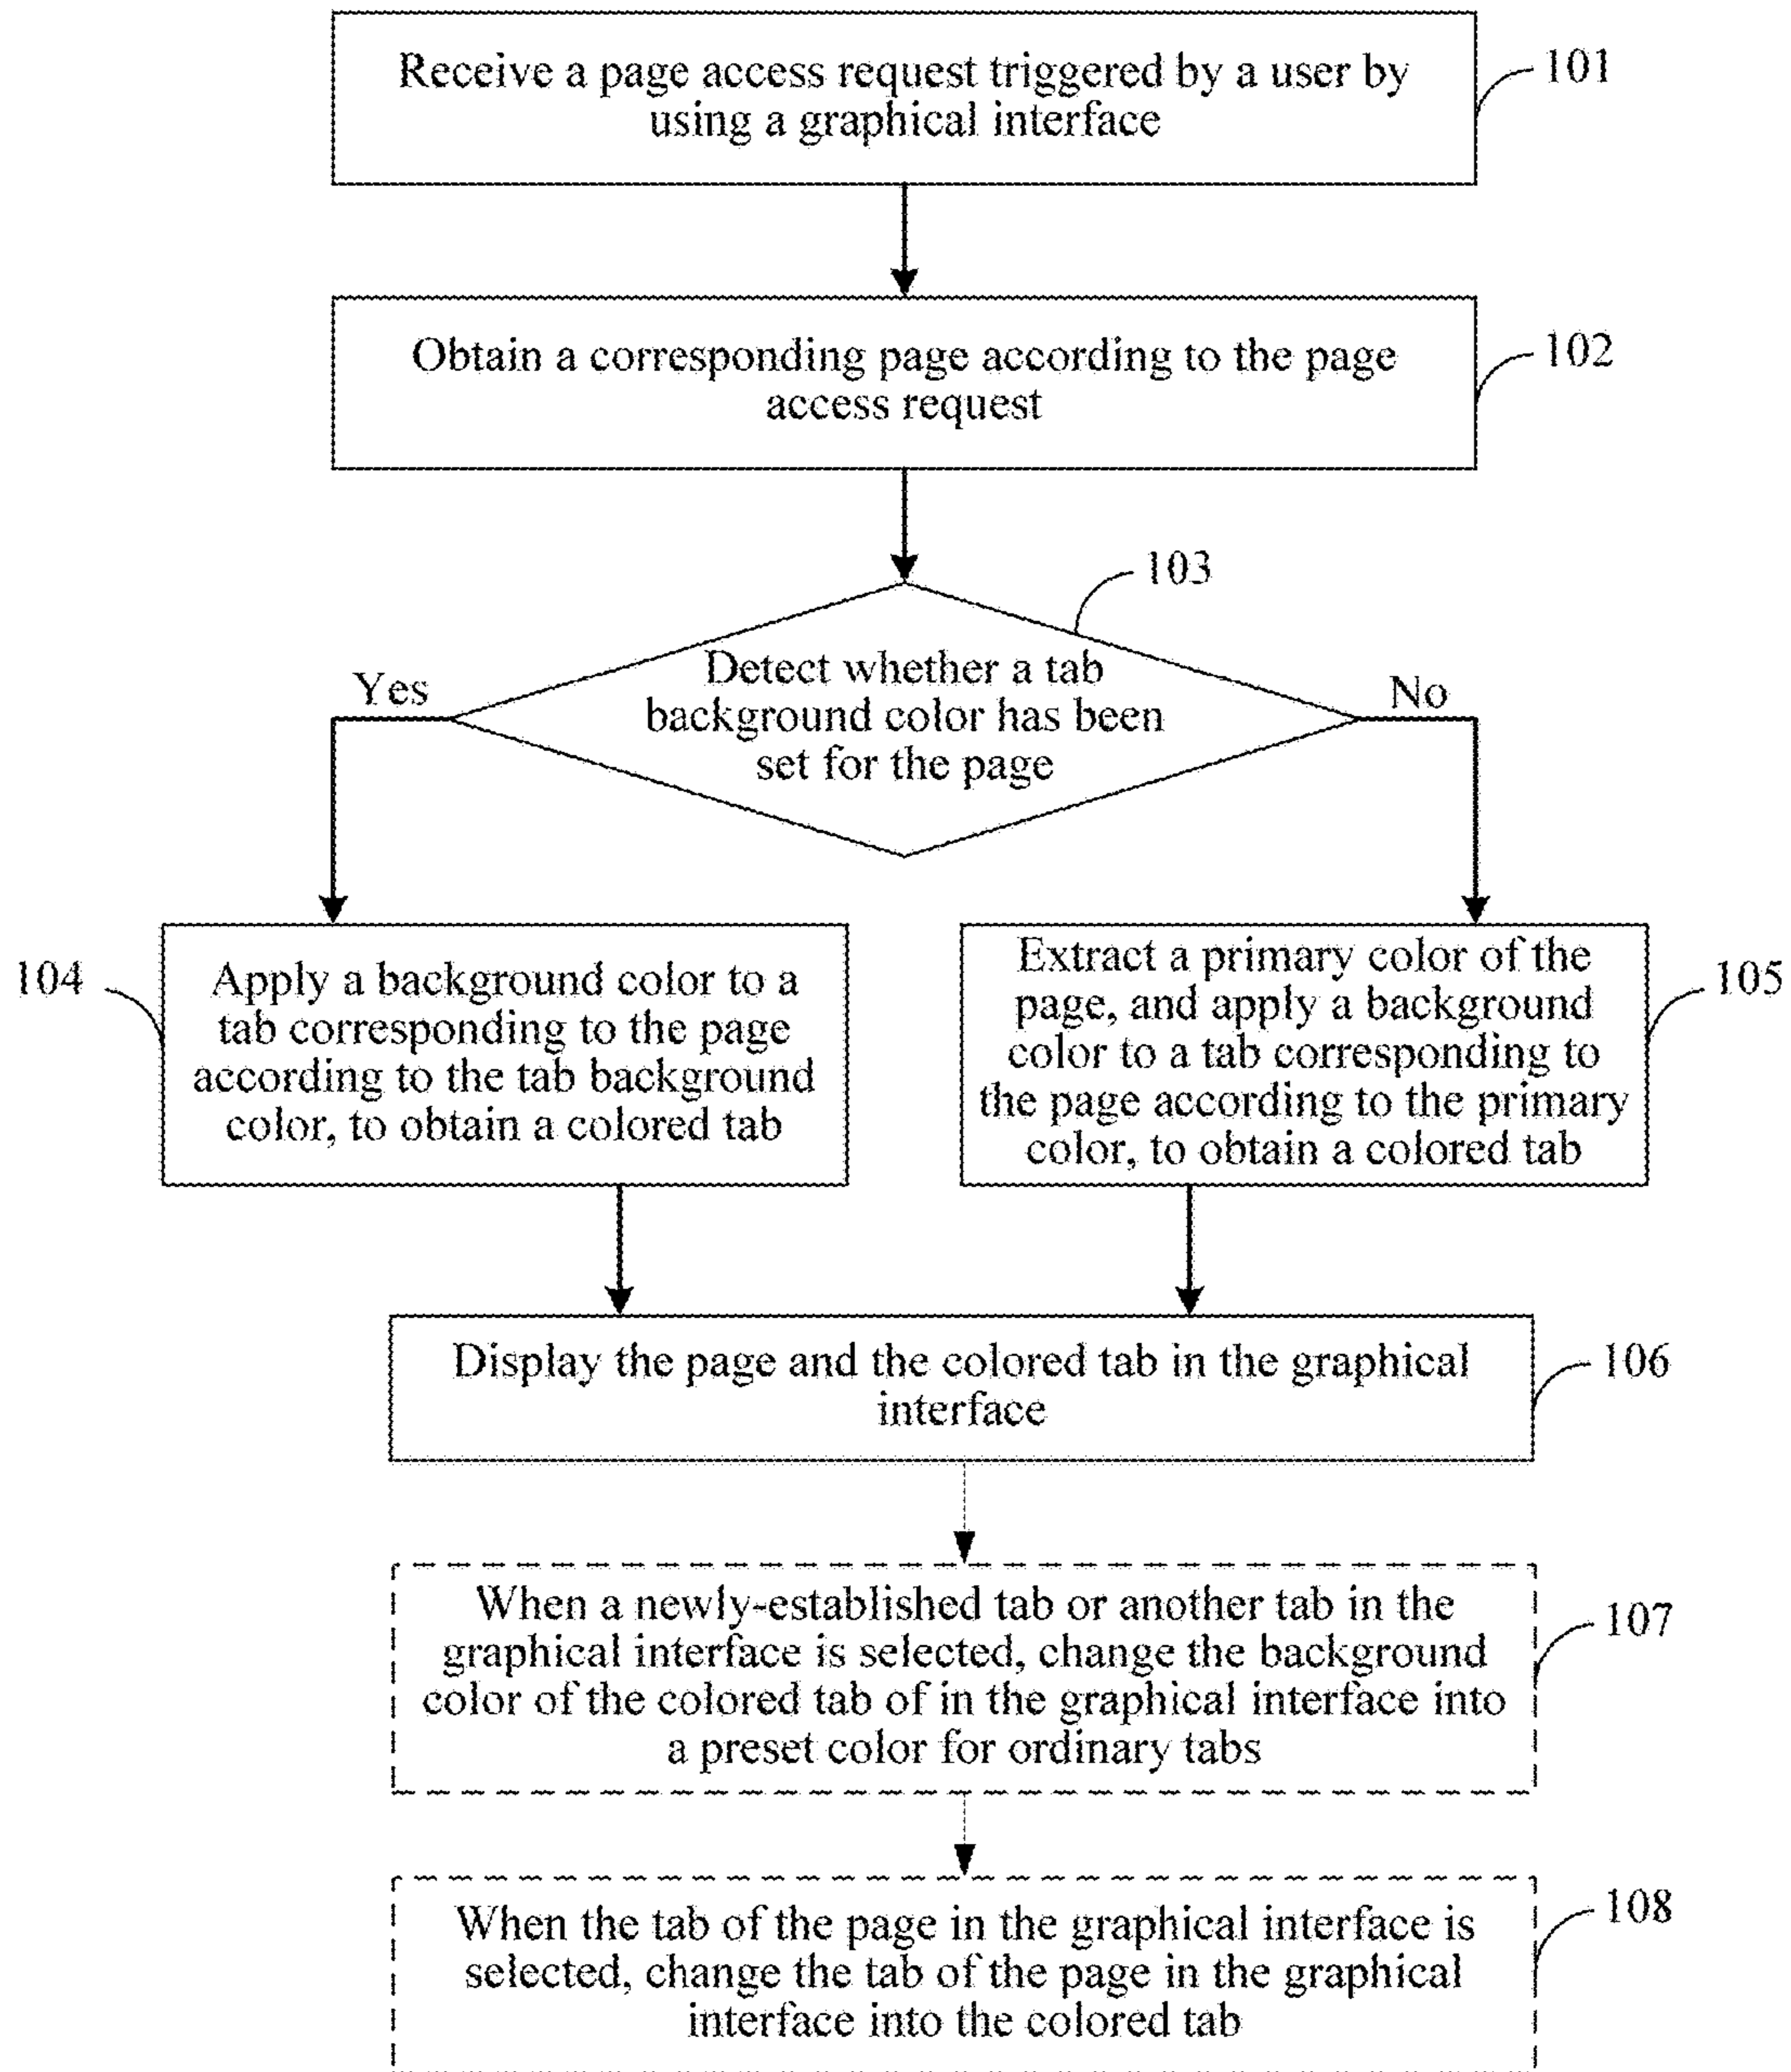 Receive a page access request triggered by a user by
using a graphical interface
101
Obtain a corresponding page according to the page
access request
102
103
Detect whether a tab
background color has been
set for the page
Yes
No
104
Apply a background color to a
tab corresponding to the page
according to the tab background
color, to obtain a colored tab
Extract a primary color of the
page, and apply a background
color to a tab corresponding to
the page according to the primary
color, to obtain a colored tab
105
Display the page and the colored tab in the graphical
interface
106
When a newly-established tab or another tab in the
graphical interface is selected, change the background
color of the colored tab of in the graphical interface into
a preset color for ordinary tabs
107
When the tab of the page in the graphical interface is
selected, change the tab of the page in the graphical
interface into the colored tab
108